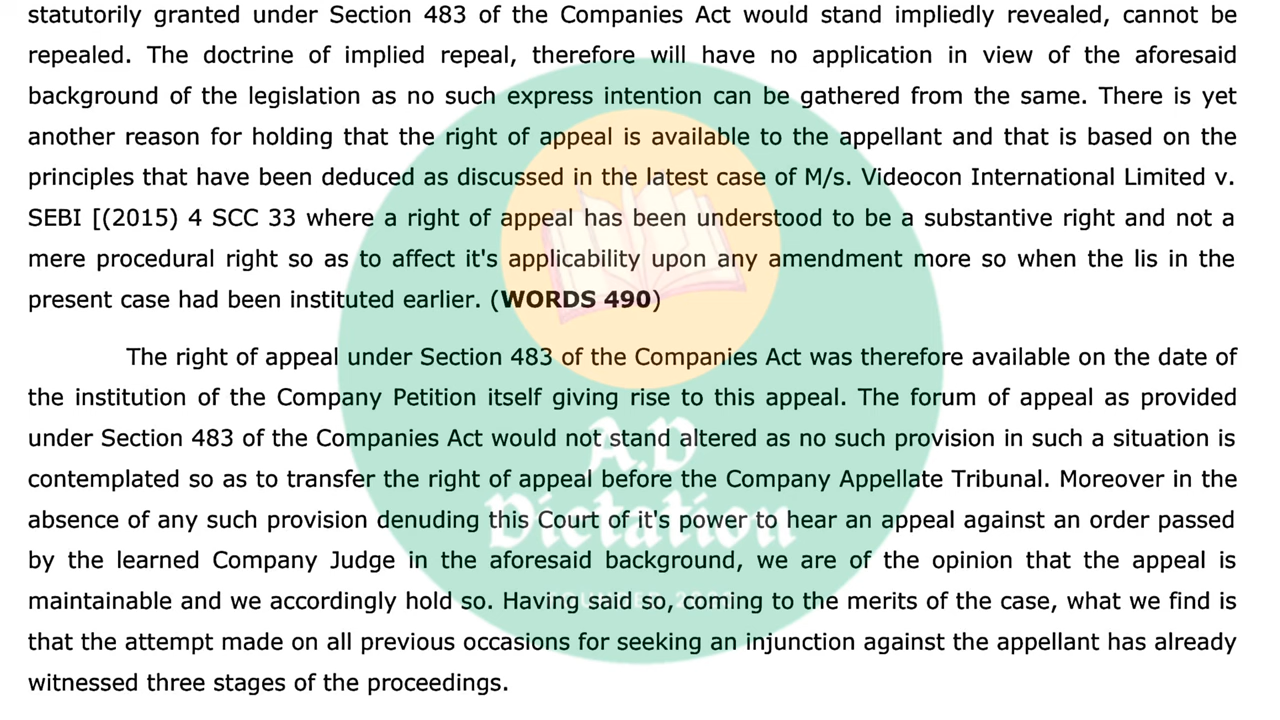 statutorily granted under Section 483 of the Companies Act would stand impliedly revealed, cannot be
repealed. The doctrine of implied repeal, therefore will have no application in view of the aforesaid
background of the legislation as no such express intention can be gathered from the same. There is yet
another reason for holding that the right of appeal is available to the appellant and that is based on the
principles that have been deduced as discussed in the latest case of M/s. Videocon International Limited v.
SEBI [(2015) 4 SCC 33 where a right of appeal has been understood to be a substantive right and not a
mere procedural right so as to affect it's applicability upon any amendment more so when the lis in the
present case had been instituted earlier. (WORDS 490)
The right of appeal under Section 483 of the Companies Act was therefore available on the date of
the institution of the Company Petition itself giving rise to this appeal. The forum of appeal as provided
under Section 483 of the Companies Act would not stand altered as no such provision in such a situation is
contemplated so as to transfer the right of appeal before the Company Appellate Tribunal. Moreover in the
absence of any such provision denuding this Court of it's power to hear an appeal against an order passed
by the learned Company Judge in the aforesaid background, we are of the opinion that the appeal is
maintainable and we accordingly hold so. Having said so, coming to the merits of the case, what we find is
that the attempt made on all previous occasions for seeking an injunction against the appellant has already
witnessed three stages of the proceedings.
A.D
Dictation